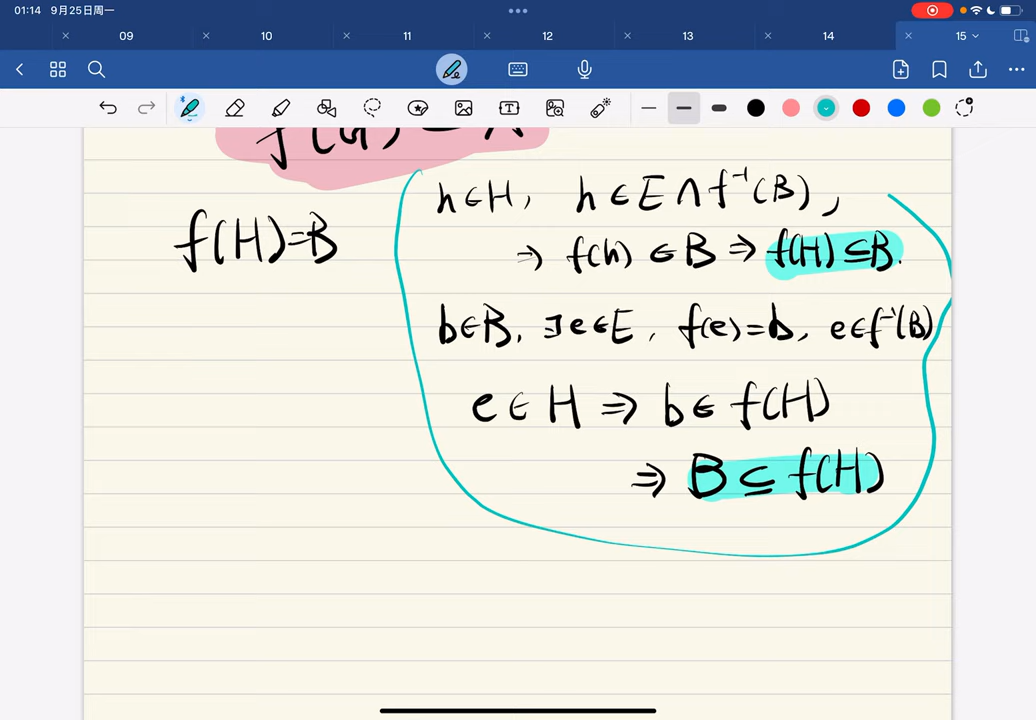 01:14 9月25日周一
09 10 11 12 13 14 15
f(H)=B
h∈H, h∈E∩f⁻¹(B),
⇒ f(h)∈B ⇒ f(H)⊆B.
b∈B, ∃e∈E, f(e)=b, e∈f⁻¹(B)
e∈H ⇒ b∈f(H)
⇒ B⊆f(H)